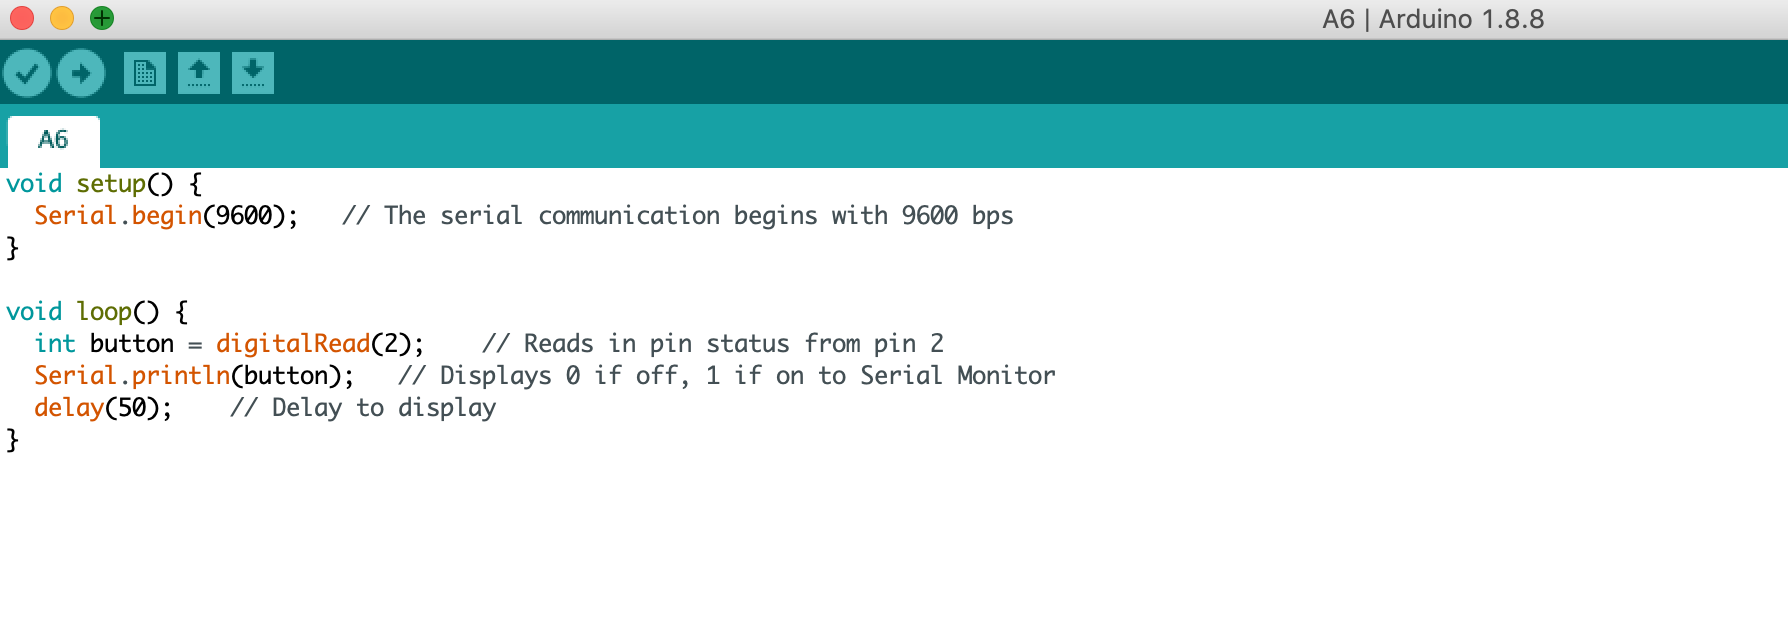 A6 | Arduino 1.8.8
A6
void setup() {
  Serial.begin(9600);   // The serial communication begins with 9600 bps
}
void loop() {
  int button = digitalRead(2);    // Reads in pin status from pin 2
  Serial.println(button);   // Displays 0 if off, 1 if on to Serial Monitor
  delay(50);    // Delay to display
}